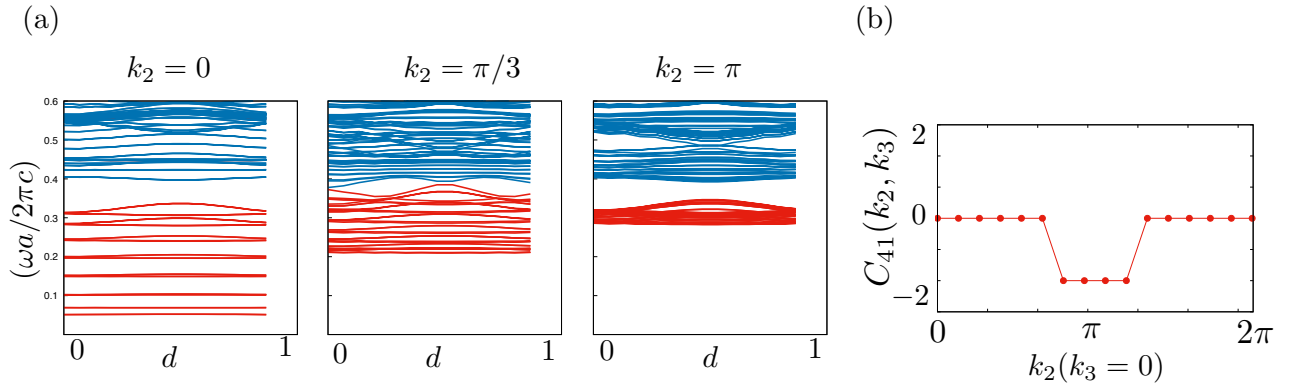 (a)
(b)
k₂ = 0
k₂ = π/3
k₂ = π
(ωa/2πc)
0.6
0.5
0.4
0.3
0.2
0.1
0
d
1
0
d
1
0
d
1
C₄₁(k₂, k₃)
2
0
−2
0
π
2π
k₂(k₃ = 0)